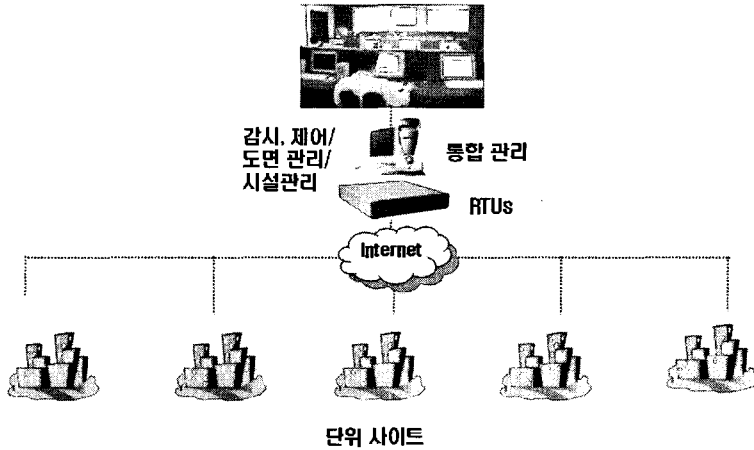 감시, 제어/
도면 관리/
시설관리
통합 관리
RTUs
Internet
단위 사이트